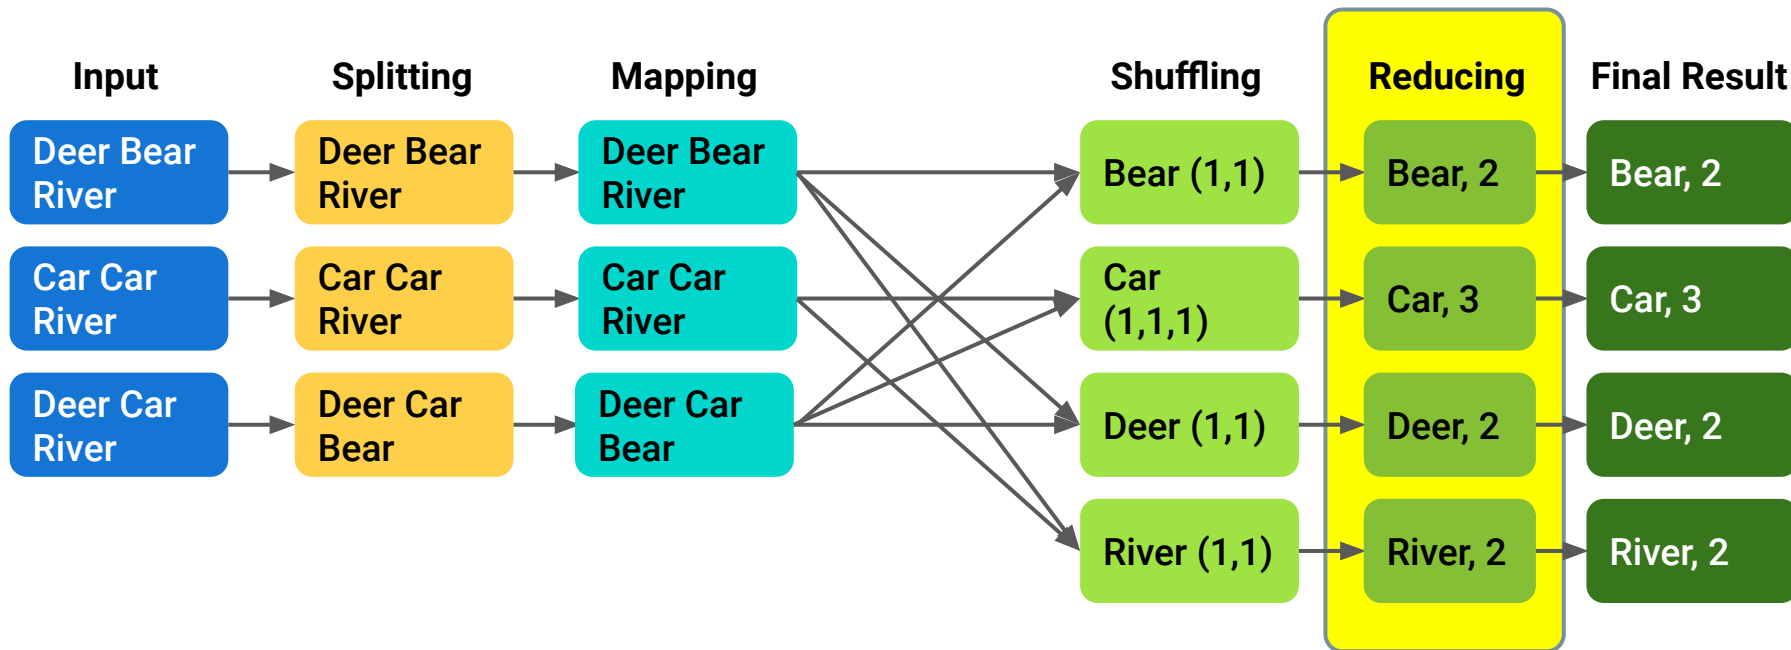 Input
Splitting
Mapping
Shuffling
Reducing
Final Result
Deer Bear
River
Deer Bear
River
Deer Bear
River
Bear (1,1)
Bear, 2
Bear, 2
Car Car
River
Car Car
River
Car Car
River
Car
(1,1,1)
Car, 3
Car, 3
Deer Car
River
Deer Car
Bear
Deer Car
Bear
Deer (1,1)
Deer, 2
Deer, 2
River (1,1)
River, 2
River, 2